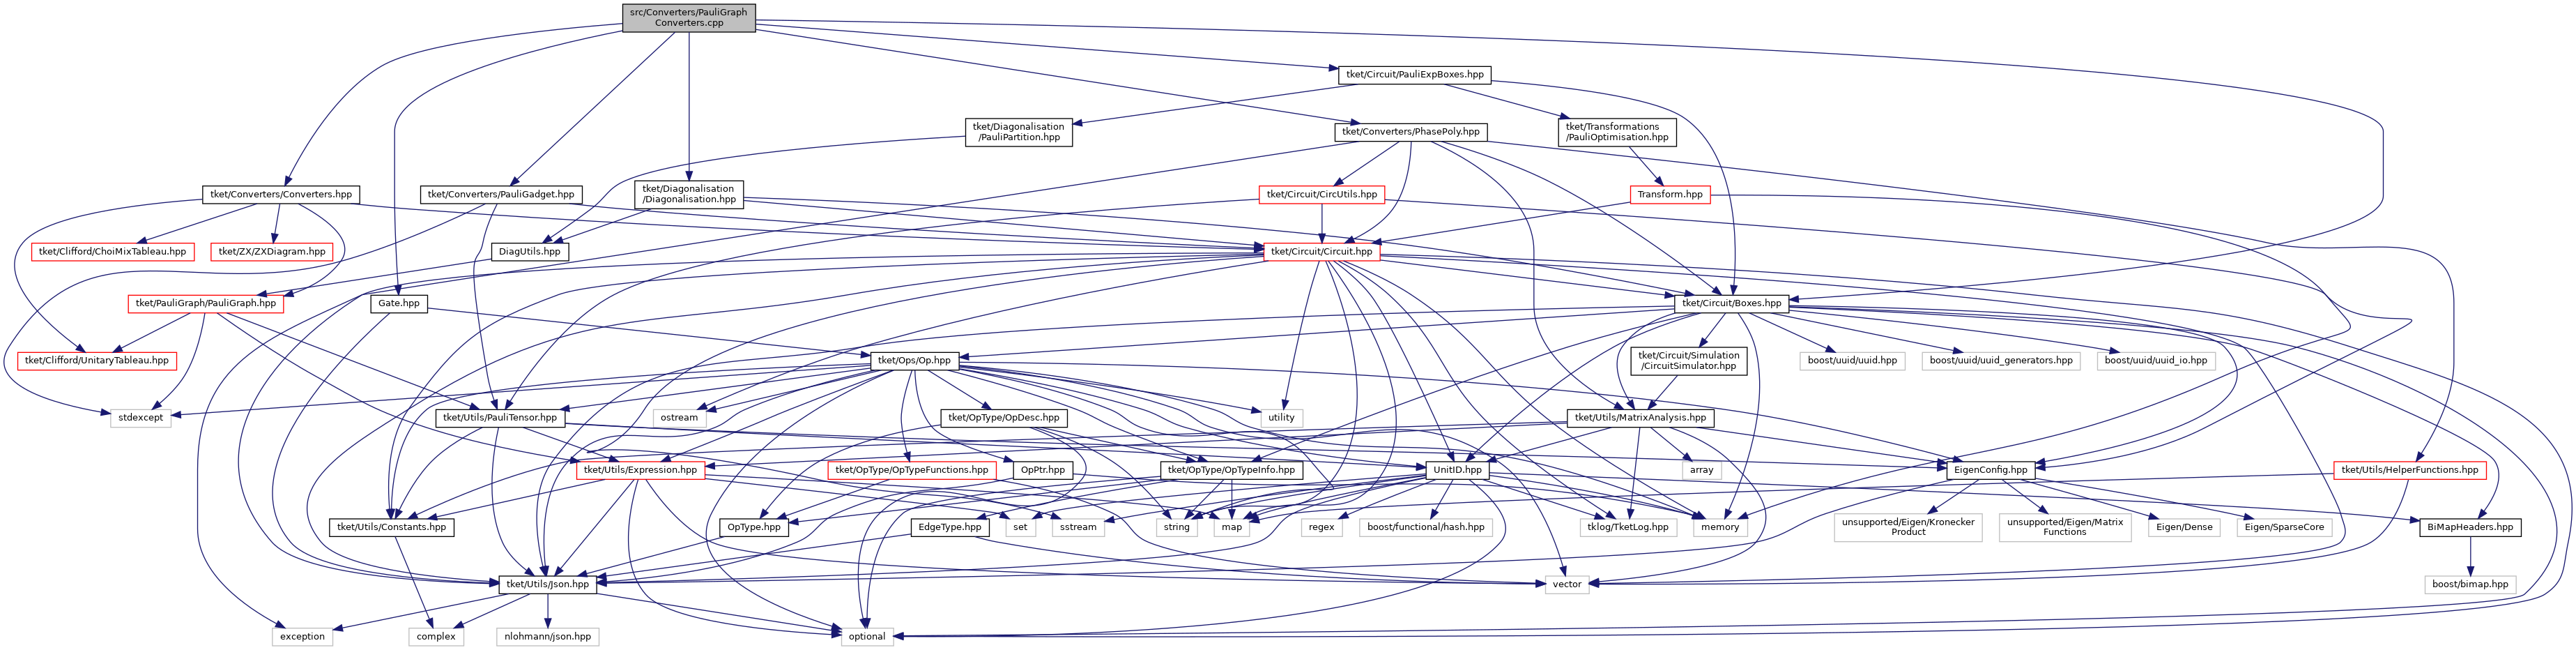 src/Converters/PauliGraph
Converters.cpp
tket/Circuit/PauliExpBoxes.hpp
tket/Diagonalisation
/PauliPartition.hpp
tket/Converters/PhasePoly.hpp
tket/Transformations
/PauliOptimisation.hpp
tket/Converters/Converters.hpp
tket/Converters/PauliGadget.hpp
tket/Diagonalisation
/Diagonalisation.hpp
tket/Circuit/CircUtils.hpp
Transform.hpp
tket/Clifford/ChoiMixTableau.hpp
tket/ZX/ZXDiagram.hpp
DiagUtils.hpp
tket/Circuit/Circuit.hpp
tket/PauliGraph/PauliGraph.hpp
Gate.hpp
tket/Circuit/Boxes.hpp
tket/Clifford/UnitaryTableau.hpp
tket/Ops/Op.hpp
tket/Circuit/Simulation
/CircuitSimulator.hpp
boost/uuid/uuid.hpp
boost/uuid/uuid_generators.hpp
boost/uuid/uuid_io.hpp
stdexcept
tket/Utils/PauliTensor.hpp
ostream
tket/OpType/OpDesc.hpp
utility
tket/Utils/MatrixAnalysis.hpp
tket/Utils/Expression.hpp
tket/OpType/OpTypeFunctions.hpp
OpPtr.hpp
tket/OpType/OpTypeInfo.hpp
UnitID.hpp
array
EigenConfig.hpp
tket/Utils/HelperFunctions.hpp
tket/Utils/Constants.hpp
OpType.hpp
EdgeType.hpp
set
sstream
string
map
regex
boost/functional/hash.hpp
tklog/TketLog.hpp
memory
unsupported/Eigen/Kronecker
Product
unsupported/Eigen/Matrix
Functions
Eigen/Dense
Eigen/SparseCore
BiMapHeaders.hpp
tket/Utils/Json.hpp
vector
boost/bimap.hpp
exception
complex
nlohmann/json.hpp
optional